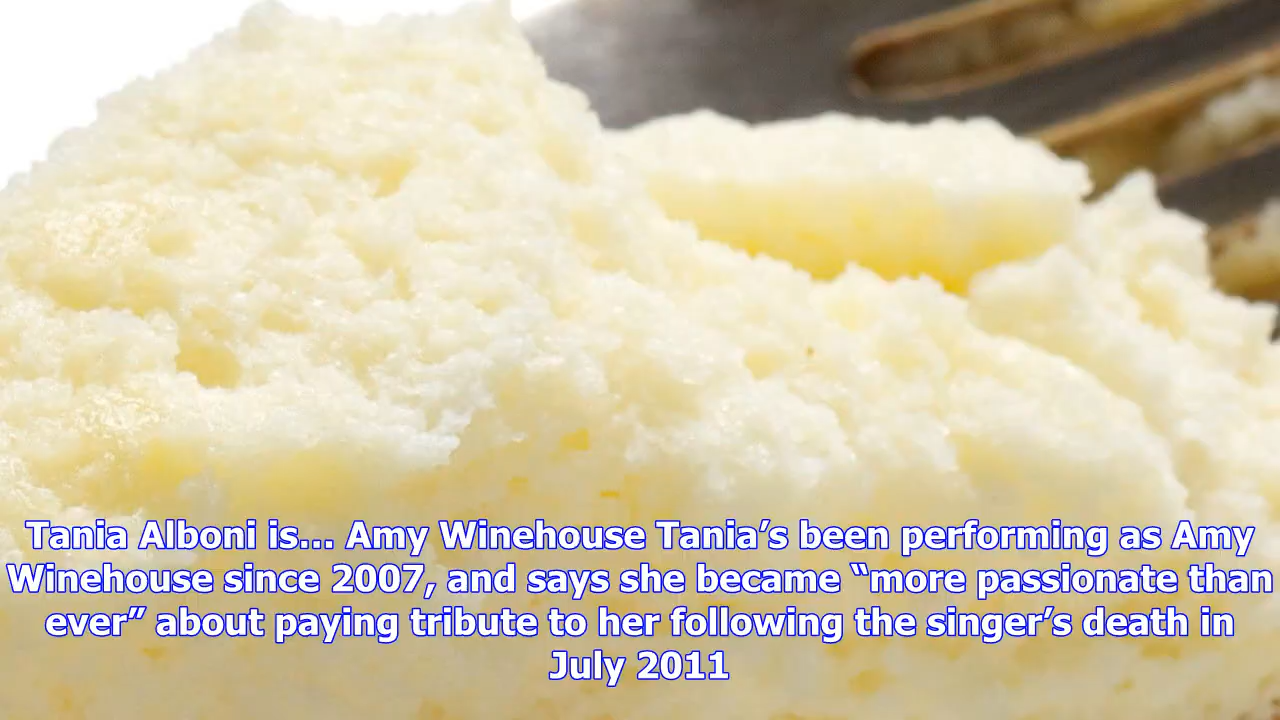 Tania Alboni is... Amy Winehouse Tania’s been performing as Amy
Winehouse since 2007, and says she became “more passionate than
ever” about paying tribute to her following the singer’s death in
July 2011